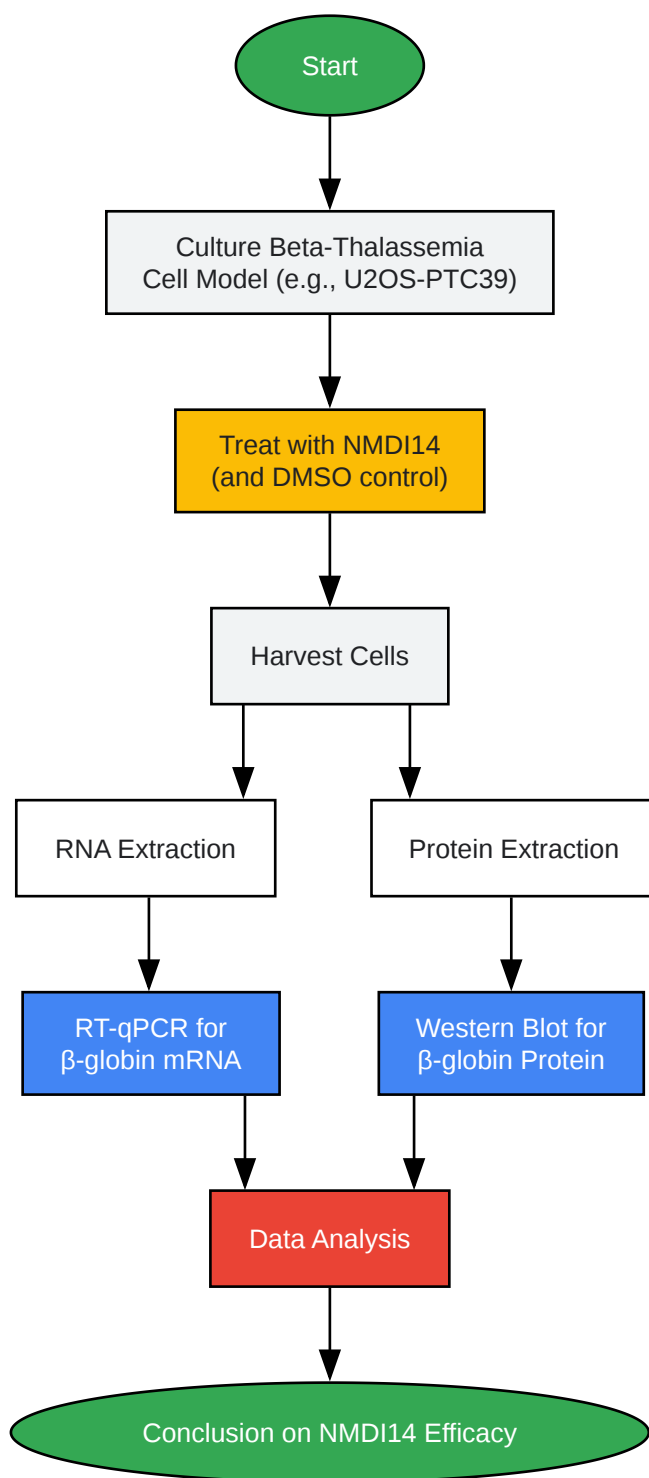 Start
Culture Beta-Thalassemia
Cell Model (e.g., U2OS-PTC39)
Treat with NMDI14
(and DMSO control)
Harvest Cells
RNA Extraction
Protein Extraction
RT-qPCR for
β-globin mRNA
Western Blot for
β-globin Protein
Data Analysis
Conclusion on NMDI14 Efficacy